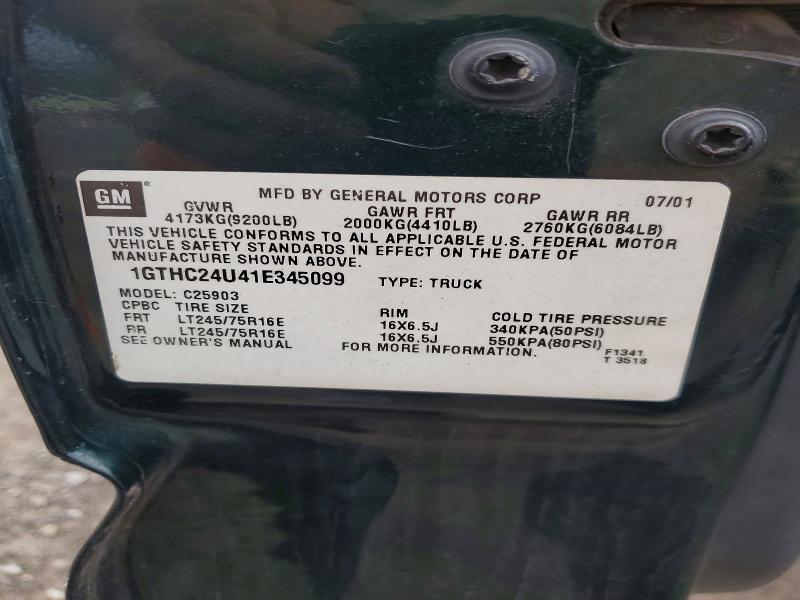 GM® MFD BY GENERAL MOTORS CORP 07/01
GVWR GAWR FRT GAWR RR
4173KG(9200LB) 2000KG(4410LB) 2760KG(6084LB)
THIS VEHICLE CONFORMS TO ALL APPLICABLE U.S. FEDERAL MOTOR
VEHICLE SAFETY STANDARDS IN EFFECT ON THE DATE OF
MANUFACTURE SHOWN ABOVE.
1GTHC24U41E345099 TYPE: TRUCK
MODEL: C25903
CPBC TIRE SIZE RIM COLD TIRE PRESSURE
FRT LT245/75R16E 16X6.5J 340KPA(50PSI)
RR LT245/75R16E 16X6.5J 550KPA(80PSI)
SEE OWNER'S MANUAL FOR MORE INFORMATION. F1341
T 3518